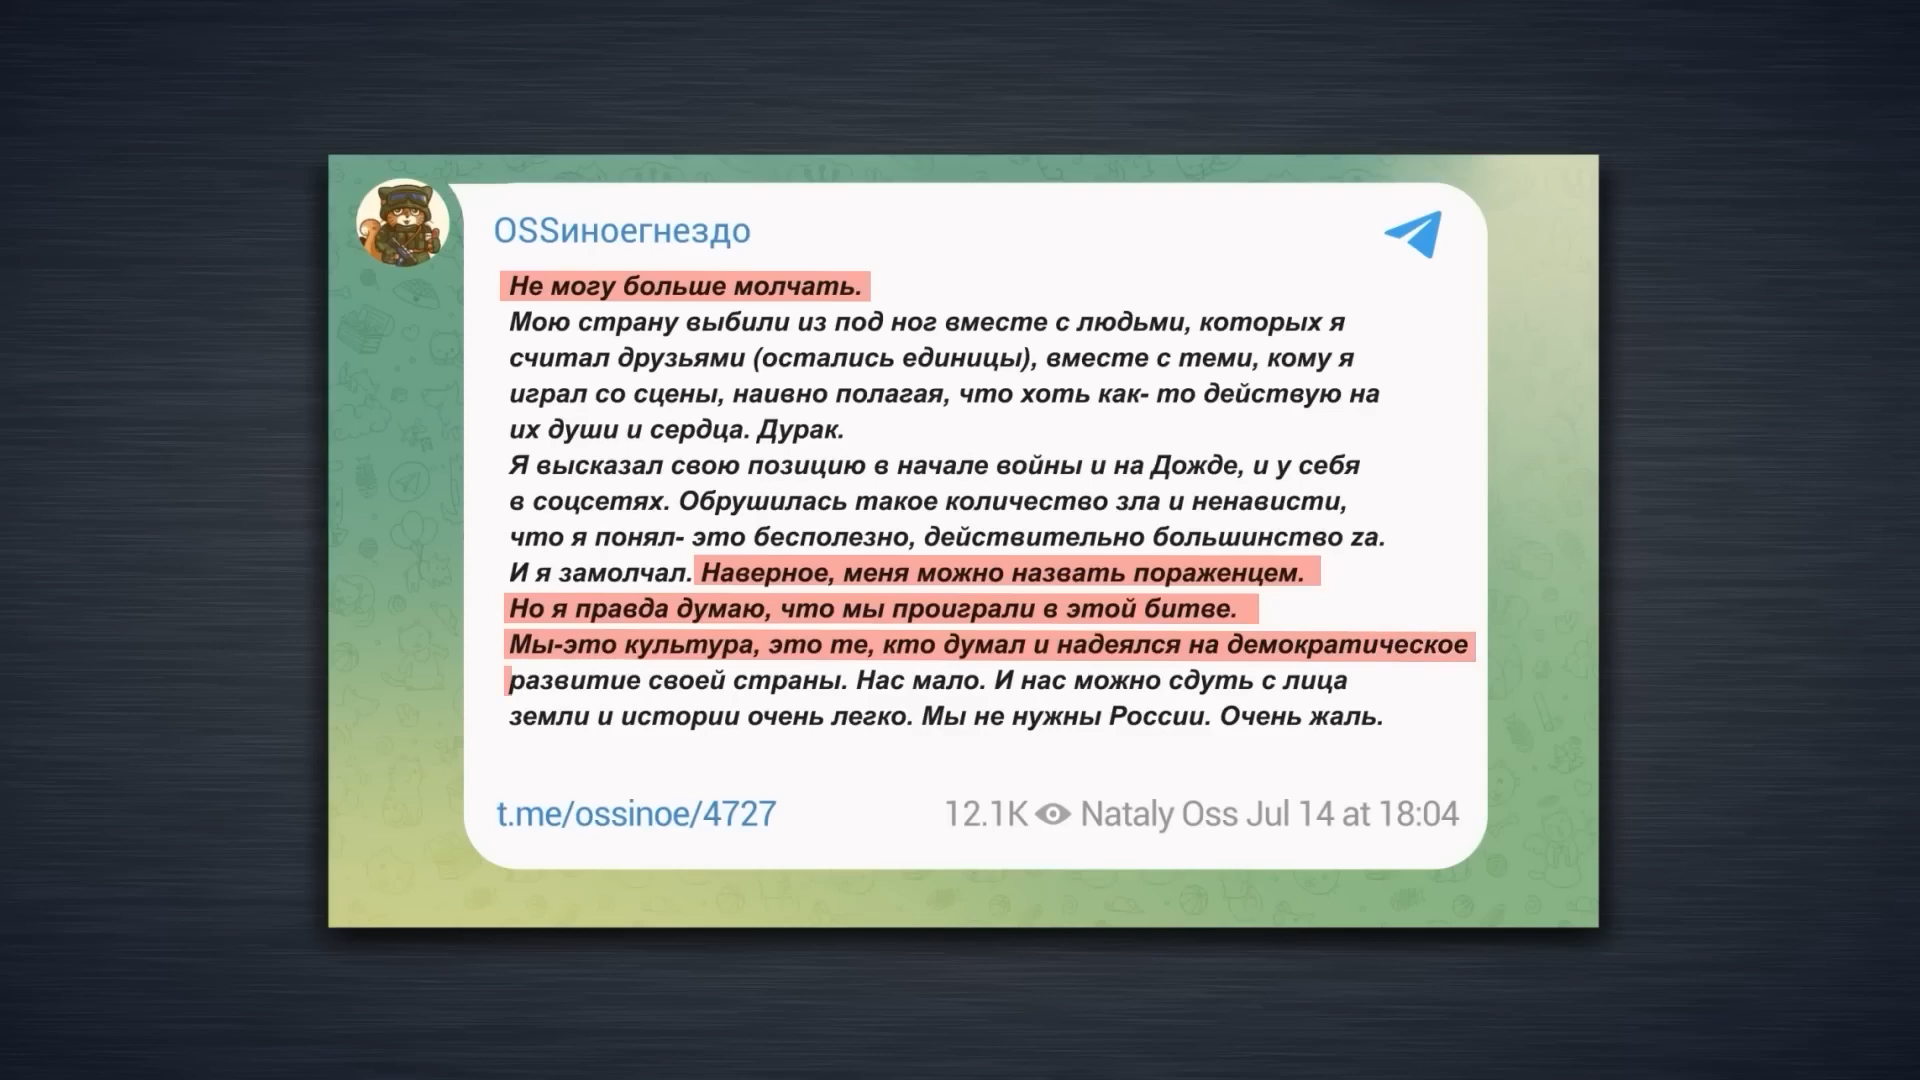 OSSиноегнездо
Не могу больше молчать.
Мою страну выбили из под ног вместе с людьми, которых я
считал друзьями (остались единицы), вместе с теми, кому я
играл со сцены, наивно полагая, что хоть как- то действую на
их души и сердца. Дурак.
Я высказал свою позицию в начале войны и на Дожде, и у себя
в соцсетях. Обрушилась такое количество зла и ненависти,
что я понял- это бесполезно, действительно большинство za.
И я замолчал. Наверное, меня можно назвать пораженцем.
Но я правда думаю, что мы проиграли в этой битве.
Мы-это культура, это те, кто думал и надеялся на демократическое
развитие своей страны. Нас мало. И нас можно сдуть с лица
земли и истории очень легко. Мы не нужны России. Очень жаль.
t.me/ossinoe/4727 12.1K Nataly Oss Jul 14 at 18:04